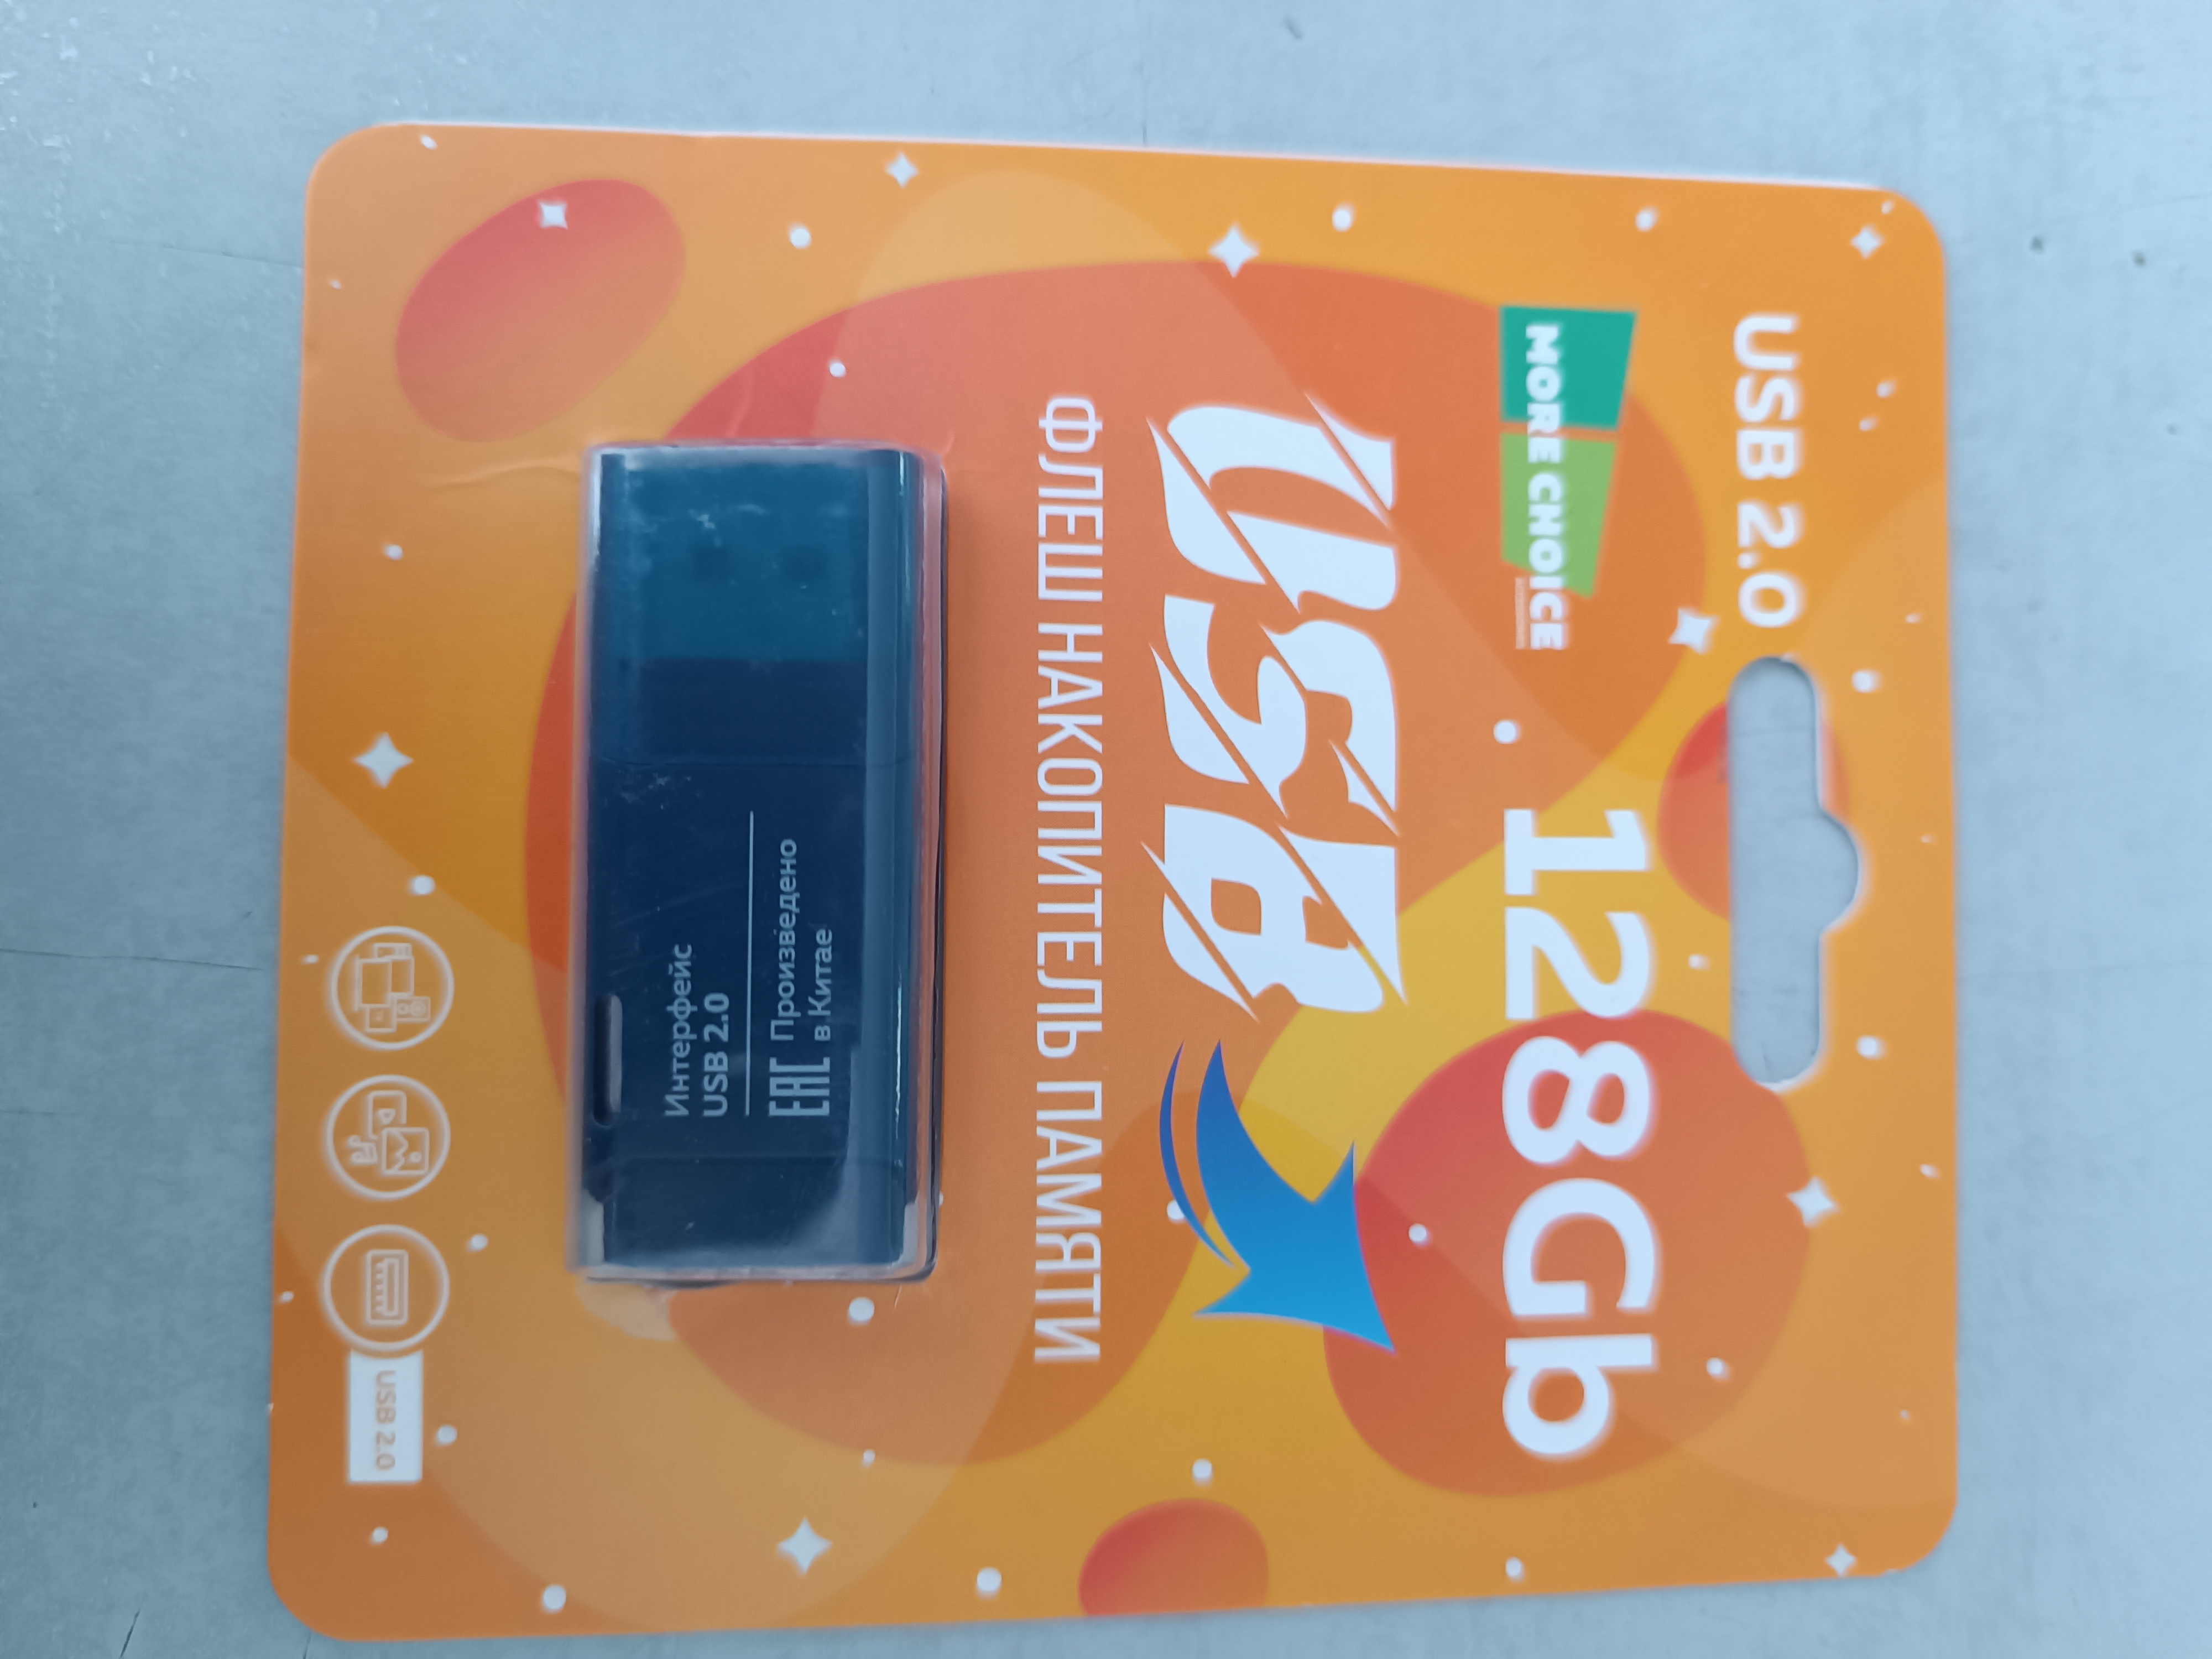 USB 2.0
MORE CHOICE
128Gb
USB
ФЛЕШ НАКОПИТЕЛЬ ПАМЯТИ
Интерфейс
USB 2.0
EAC Произведено
в Китае
USB 2.0